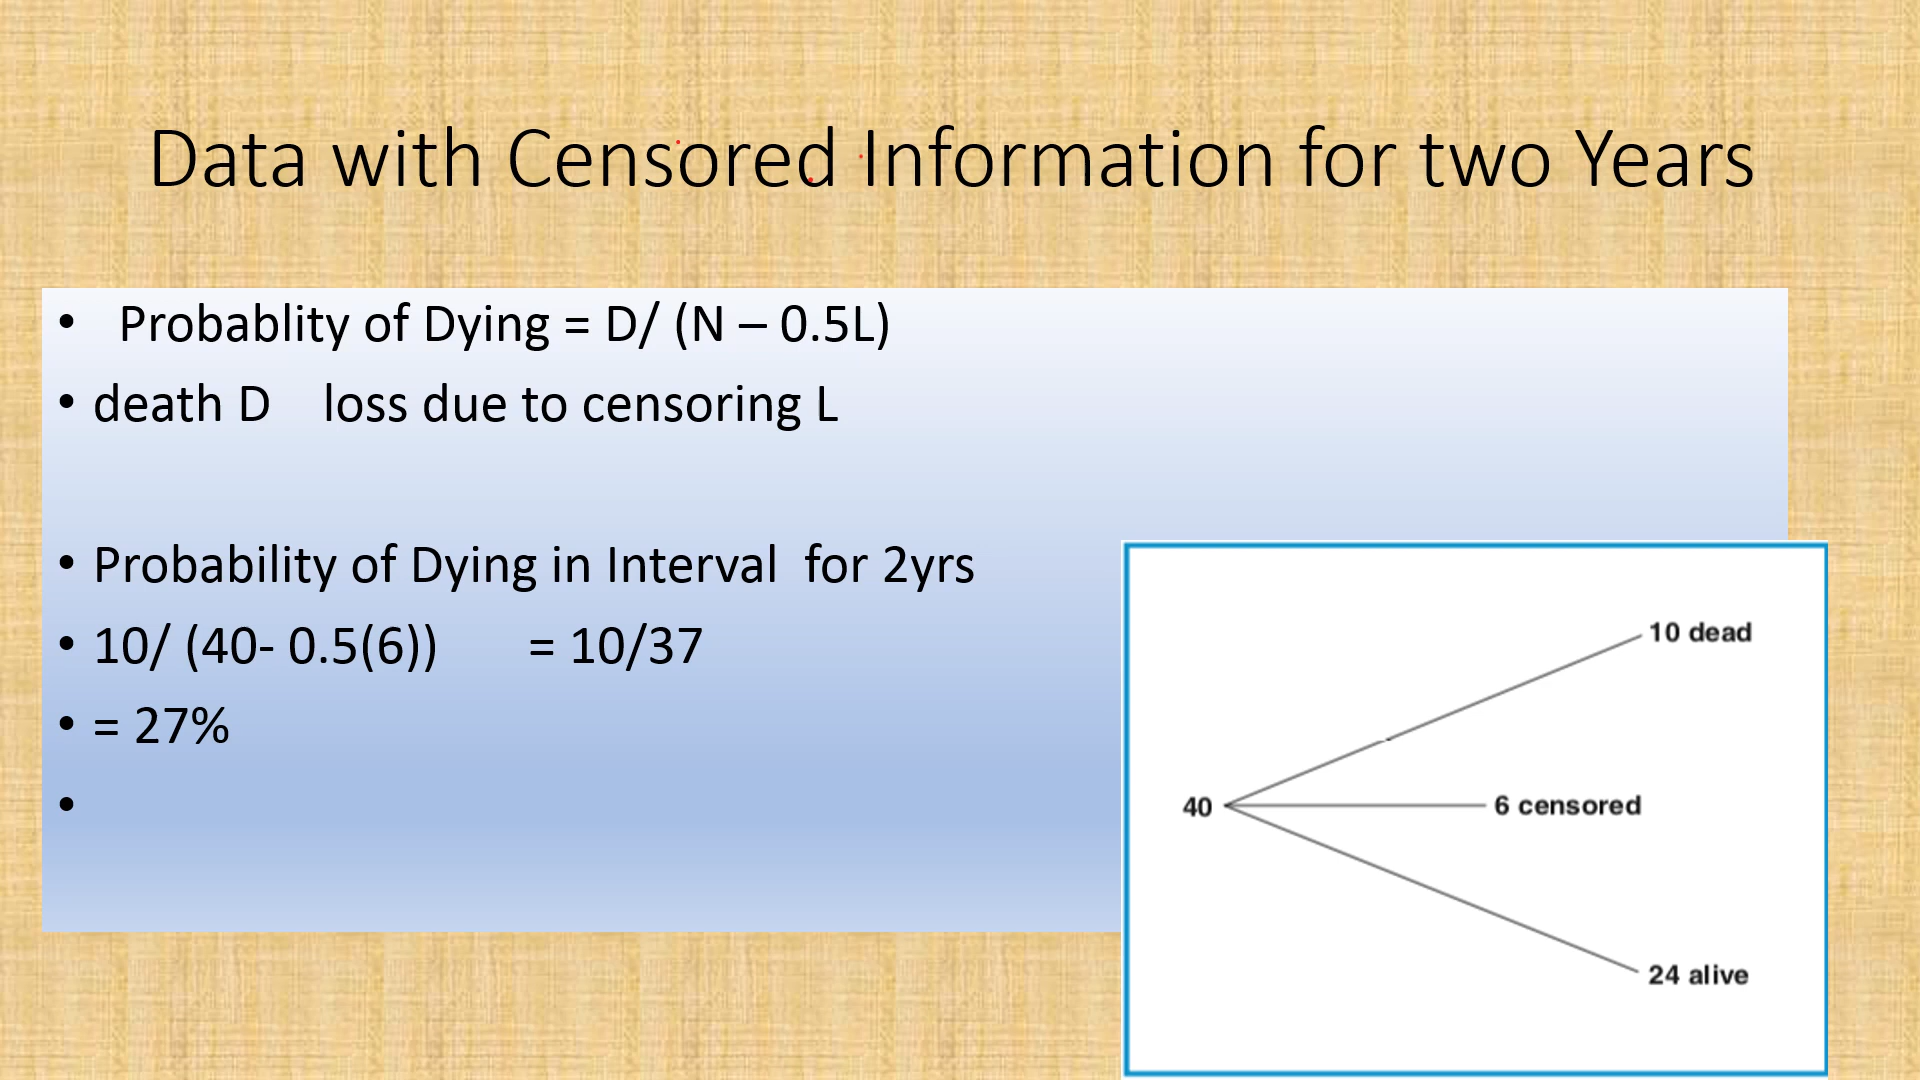 Data with Censored Information for two Years
• Probablity of Dying = D/ (N – 0.5L)
• death D loss due to censoring L
• Probability of Dying in Interval for 2yrs
• 10/ (40- 0.5(6)) = 10/37
• = 27%
•
10 dead
40
6 censored
24 alive